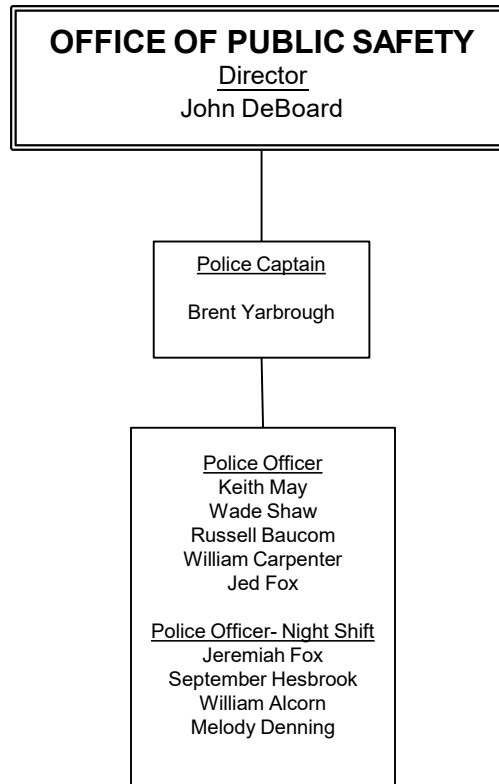 OFFICE OF PUBLIC SAFETY
Director
John DeBoard
Police Captain
Brent Yarbrough
Police Officer
Keith May
Wade Shaw
Russell Baucom
William Carpenter
Jed Fox
Police Officer- Night Shift
Jeremiah Fox
September Hesbrook
William Alcorn
Melody Denning